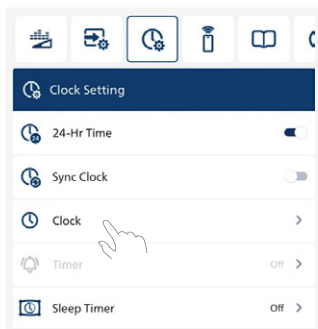 Clock Setting
24-Hr Time
Sync Clock
Clock
Timer Off
Sleep Timer Off